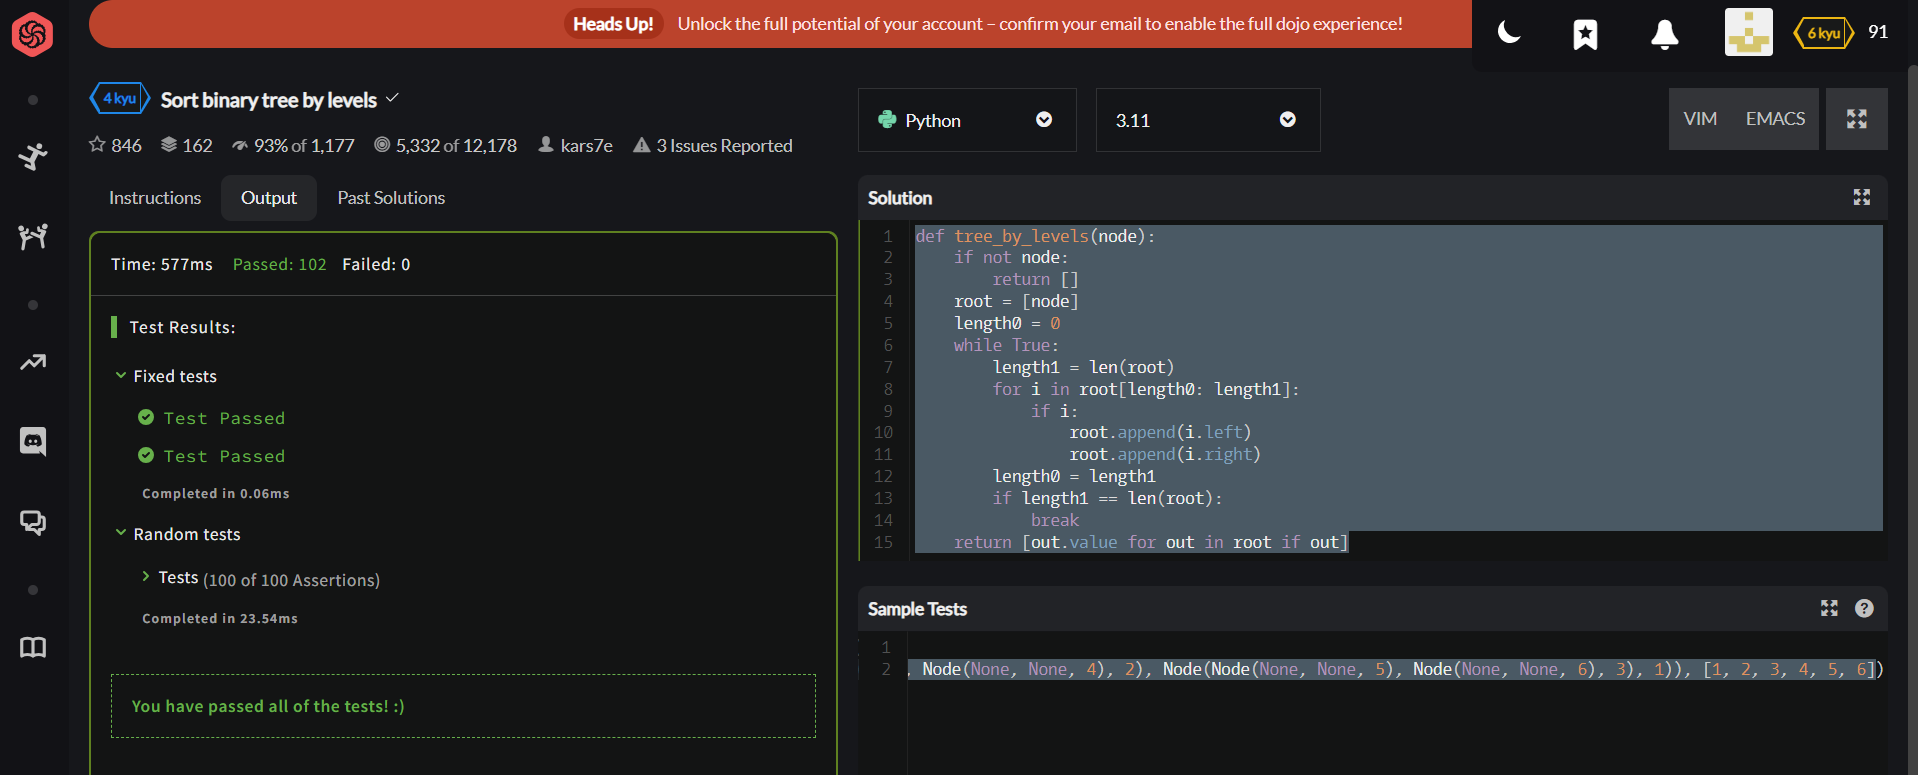 Heads Up! Unlock the full potential of your account – confirm your email to enable the full dojo experience!
6 kyu 91
4 kyu Sort binary tree by levels
846 162 93% of 1,177 5,332 of 12,178 kars7e 3 Issues Reported
Instructions Output Past Solutions
Time: 577ms Passed: 102 Failed: 0
Test Results:
Fixed tests
Test Passed
Test Passed
Completed in 0.06ms
Random tests
Tests (100 of 100 Assertions)
Completed in 23.54ms
You have passed all of the tests! :)
Python 3.11 VIM EMACS
Solution
1 def tree_by_levels(node):
2     if not node:
3         return []
4     root = [node]
5     length0 = 0
6     while True:
7         length1 = len(root)
8         for i in root[length0: length1]:
9             if i:
10                 root.append(i.left)
11                 root.append(i.right)
12         length0 = length1
13         if length1 == len(root):
14             break
15     return [out.value for out in root if out]
Sample Tests
1
2 , Node(None, None, 4), 2), Node(Node(None, None, 5), Node(None, None, 6), 3), 1)), [1, 2, 3, 4, 5, 6])